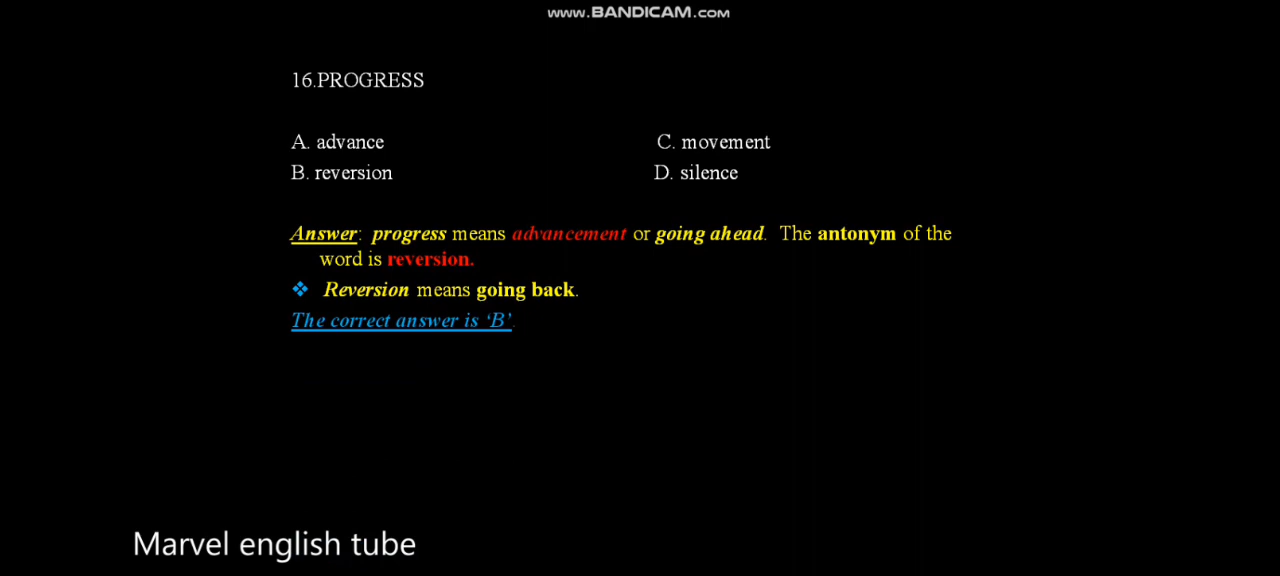 www.BANDICAM.com
16.PROGRESS
A. advance C. movement
B. reversion D. silence
Answer: progress means advancement or going ahead. The antonym of the
word is reversion.
❖ Reversion means going back.
The correct answer is ‘B’.
Marvel english tube